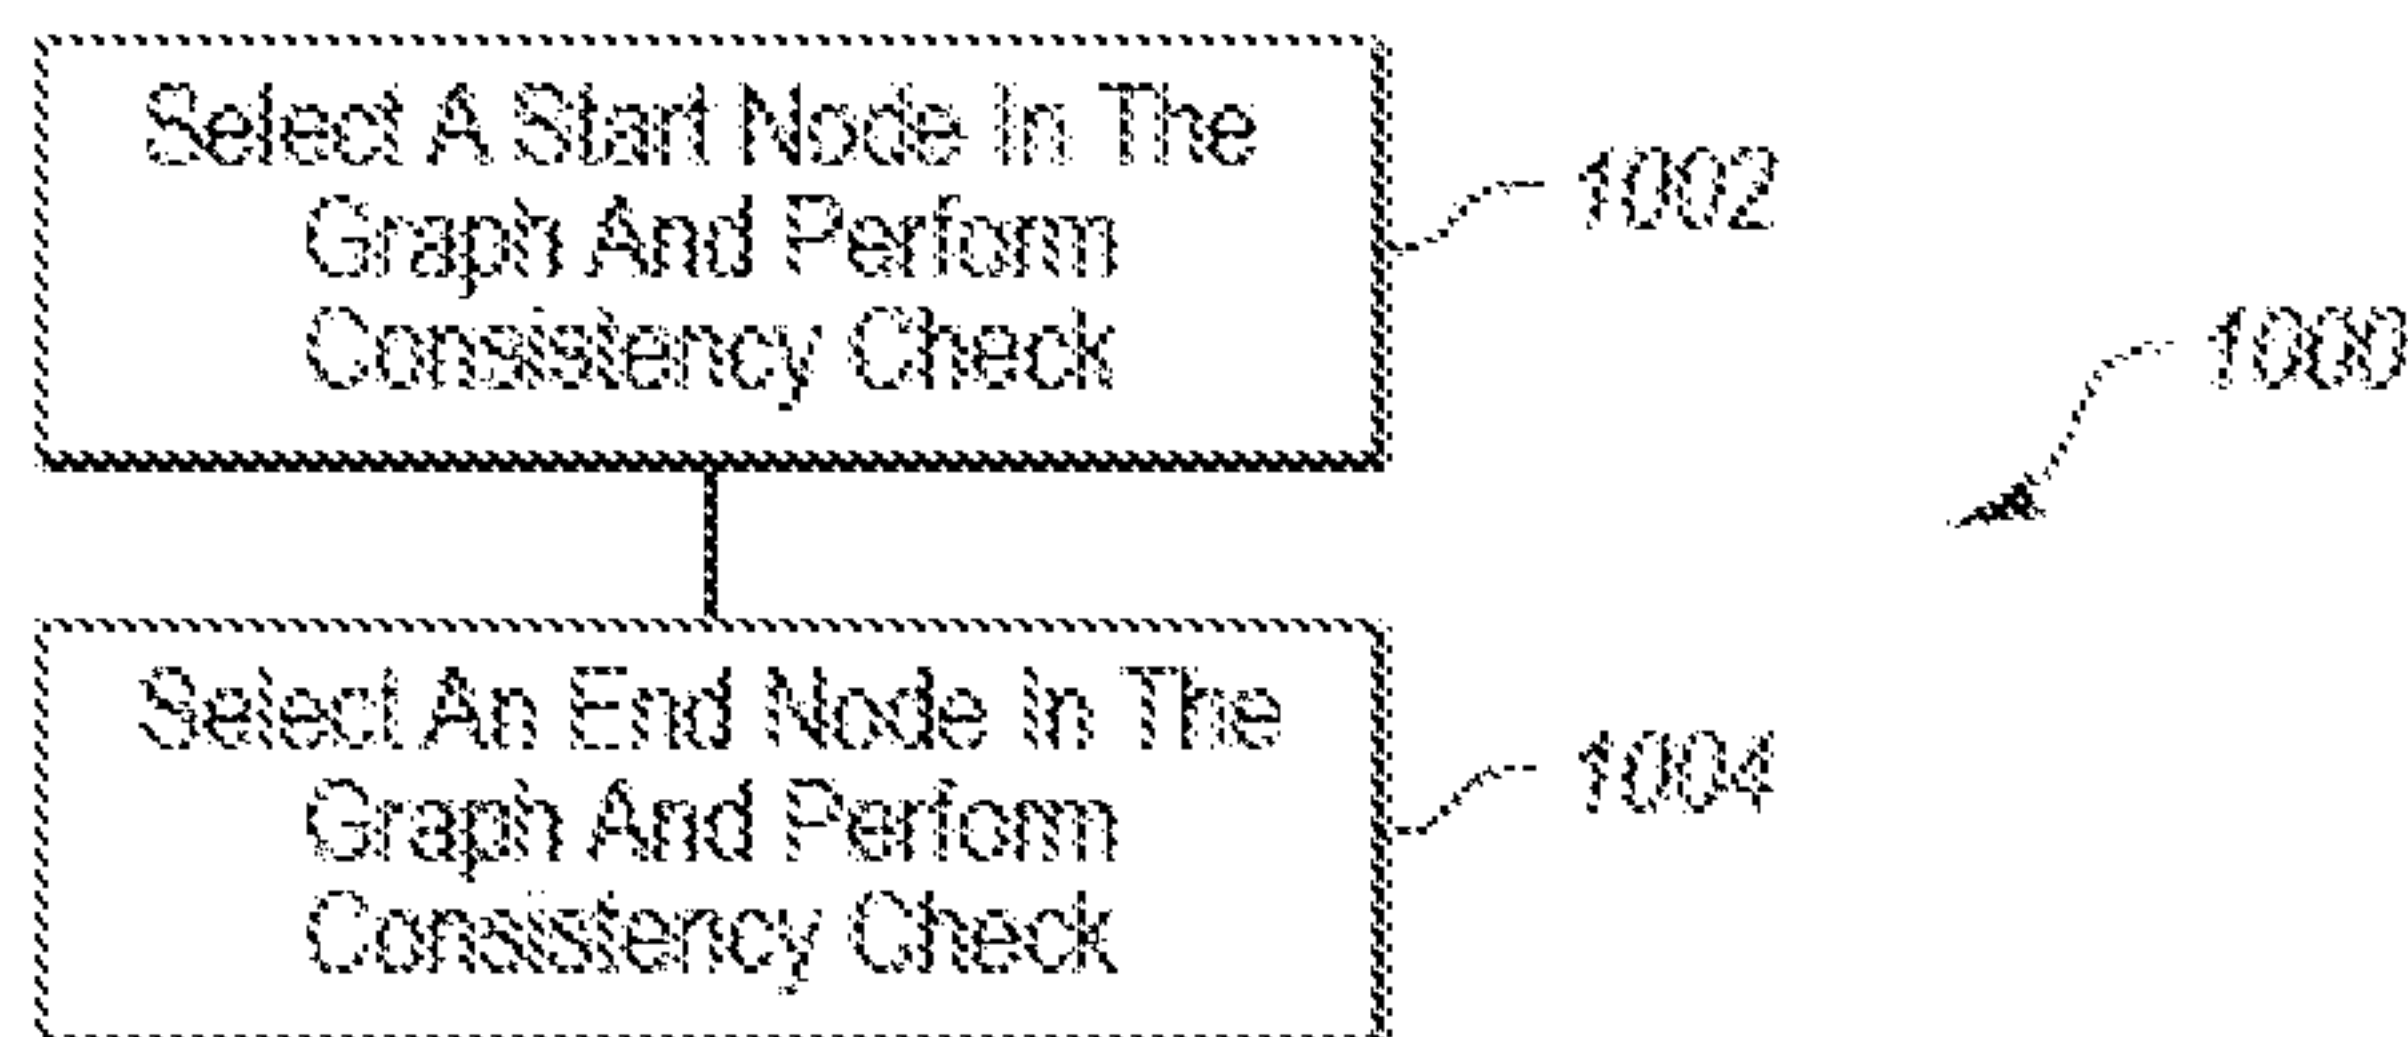 Select A Start Node In The
Graph And Perform
Consistency Check
1002
1000
Select An End Node In The
Graph And Perform
Consistency Check
1004